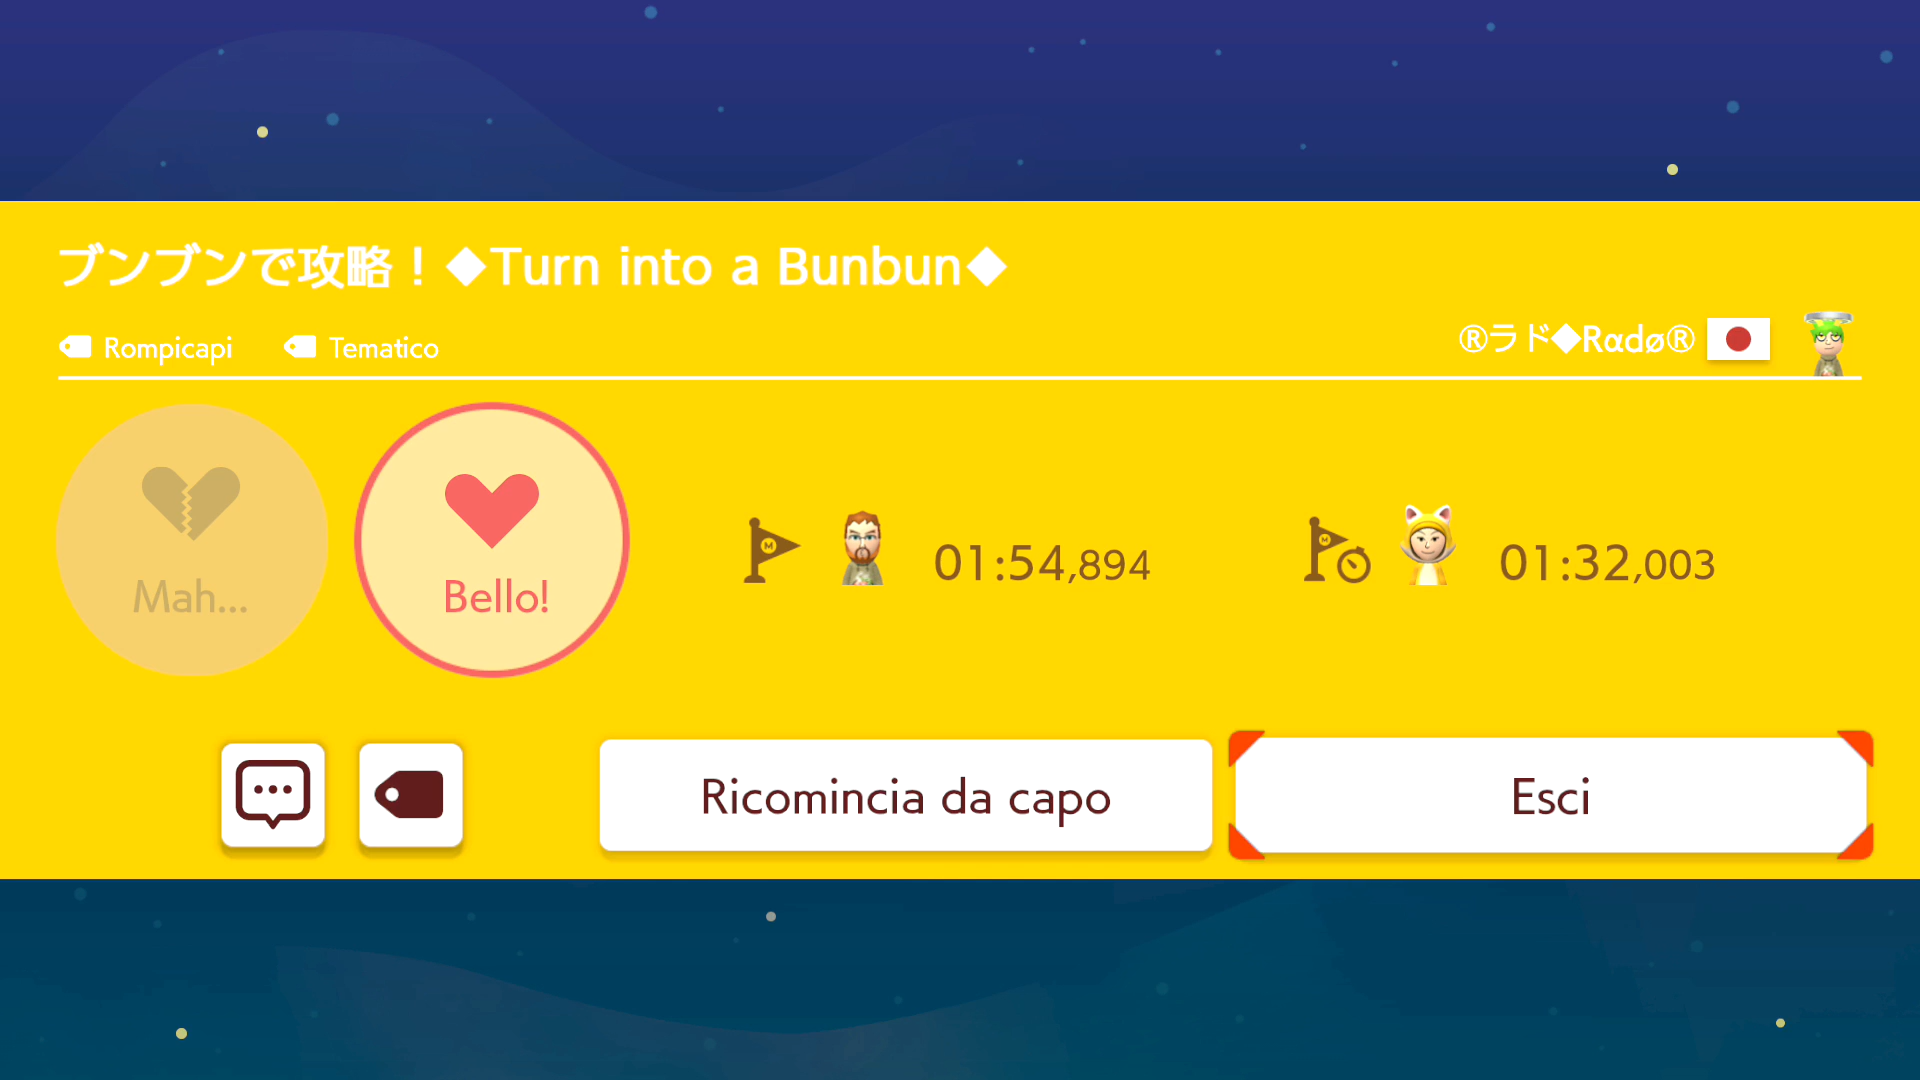 ブンブンで攻略！◆Turn into a Bunbun◆
Rompicapi Tematico
®ラド◆Rαdø®
Mah...
Bello!
01:54,894
01:32,003
Ricomincia da capo
Esci